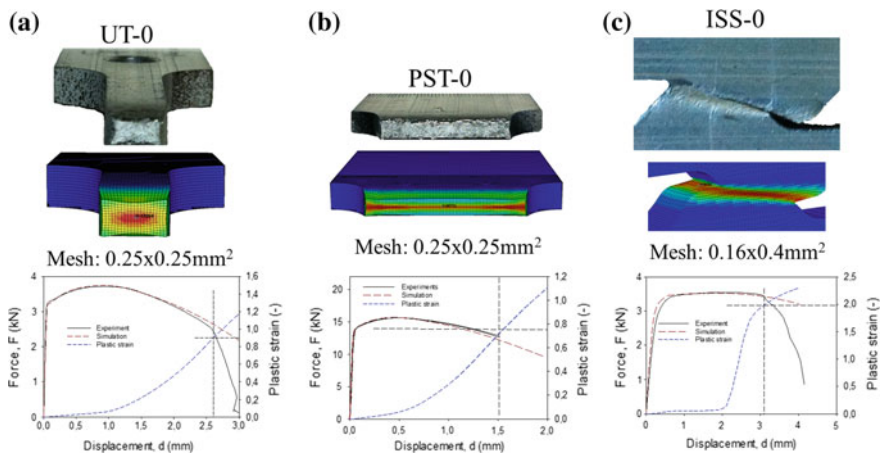 (a)
UT-0
(b)
PST-0
(c)
ISS-0
Mesh: 0.25x0.25mm²
Mesh: 0.25x0.25mm²
Mesh: 0.16x0.4mm²
4
3
2
1
0
Force, F (kN)
Experiment
Simulation
Plastic strain
1,6
1,4
1,2
1,0
0,8
0,6
0,4
0,2
0,0
Plastic strain (-)
0,0 0,5 1,0 1,5 2,0 2,5 3,0
Displacement, d (mm)
20
15
10
5
0
Force, F (kN)
Experiments
Simulation
Plastic strain
1,2
1,0
0,8
0,6
0,4
0,2
0,0
Plastic strain (-)
0,0 0,5 1,0 1,5 2,0
Displacement, d (mm)
4
3
2
1
0
Force, F (kN)
Experiment
Simulation
Plastic strain
2,5
2,0
1,5
1,0
0,5
0,0
Plastic strain (-)
0 1 2 3 4 5
Displacement, d (mm)